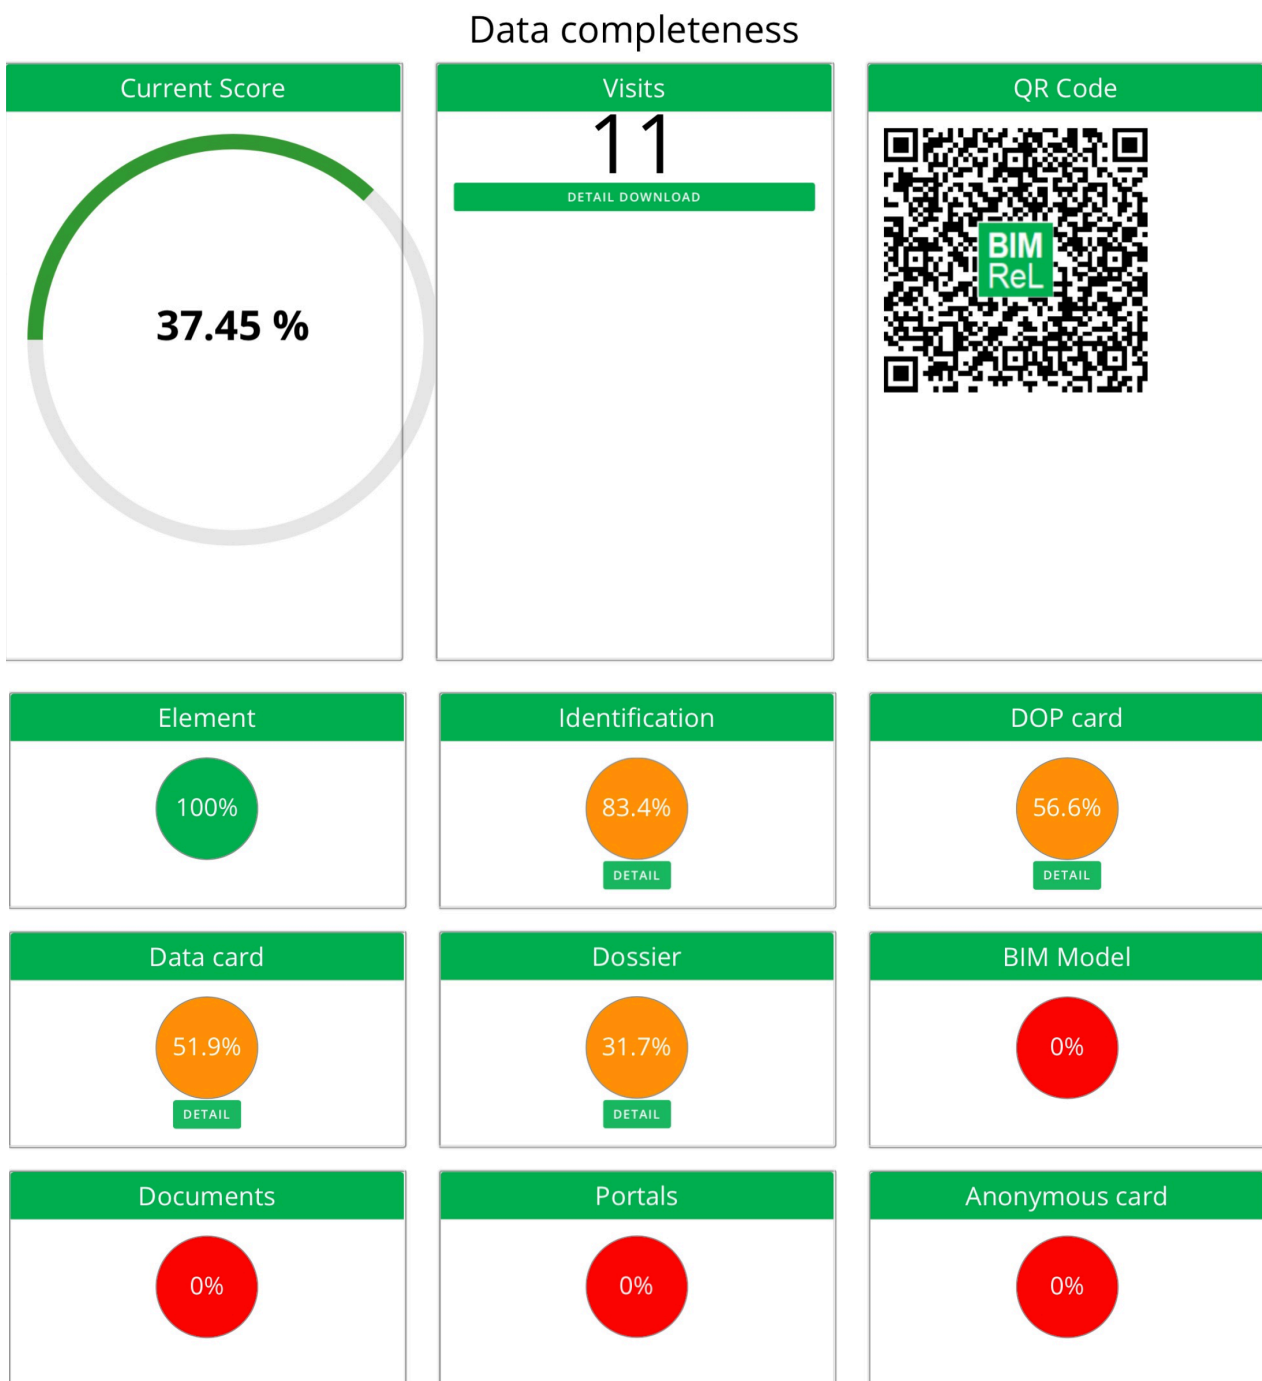 Data completeness
Current Score
37.45 %
Visits
11
DETAIL DOWNLOAD
QR Code
BIM
ReL
Element
100%
Identification
83.4%
DETAIL
DOP card
56.6%
DETAIL
Data card
51.9%
DETAIL
Dossier
31.7%
DETAIL
BIM Model
0%
Documents
0%
Portals
0%
Anonymous card
0%